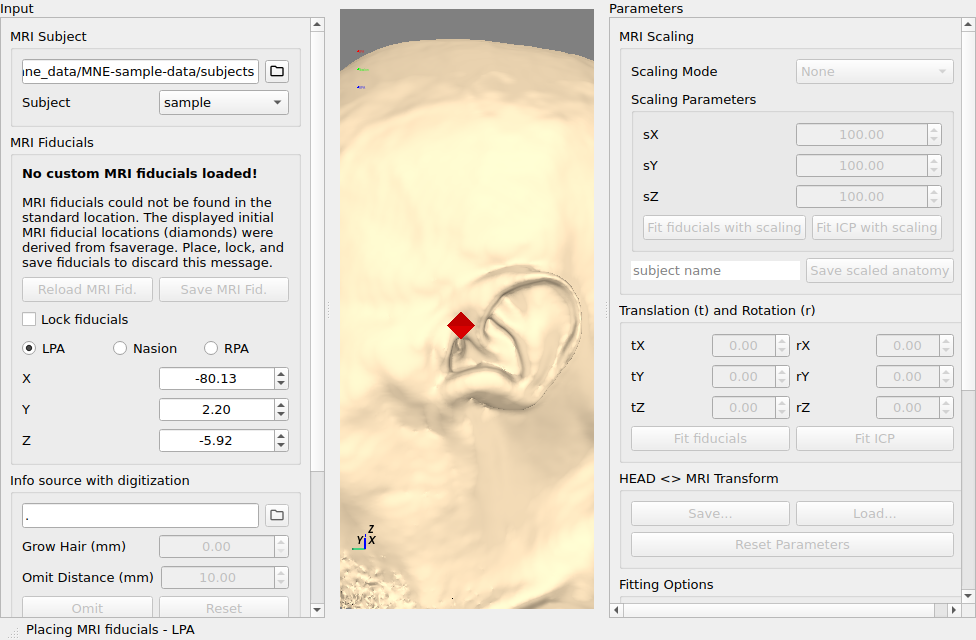 Input
MRI Subject
ne_data/MNE-sample-data/subjects
Subject
sample
MRI Fiducials
No custom MRI fiducials loaded!
MRI fiducials could not be found in the
standard location. The displayed initial
MRI fiducial locations (diamonds) were
derived from fsaverage. Place, lock, and
save fiducials to discard this message.
Reload MRI Fid.
Save MRI Fid.
Lock fiducials
LPA
Nasion
RPA
X
-80.13
Y
2.20
Z
-5.92
Info source with digitization
.
Grow Hair (mm)
0.00
Omit Distance (mm)
10.00
Omit
Reset
Placing MRI fiducials - LPA
Z
Y X
Parameters
MRI Scaling
Scaling Mode
None
Scaling Parameters
sX
100.00
sY
100.00
sZ
100.00
Fit fiducials with scaling
Fit ICP with scaling
subject name
Save scaled anatomy
Translation (t) and Rotation (r)
tX
0.00
rX
0.00
tY
0.00
rY
0.00
tZ
0.00
rZ
0.00
Fit fiducials
Fit ICP
HEAD <> MRI Transform
Save...
Load...
Reset Parameters
Fitting Options